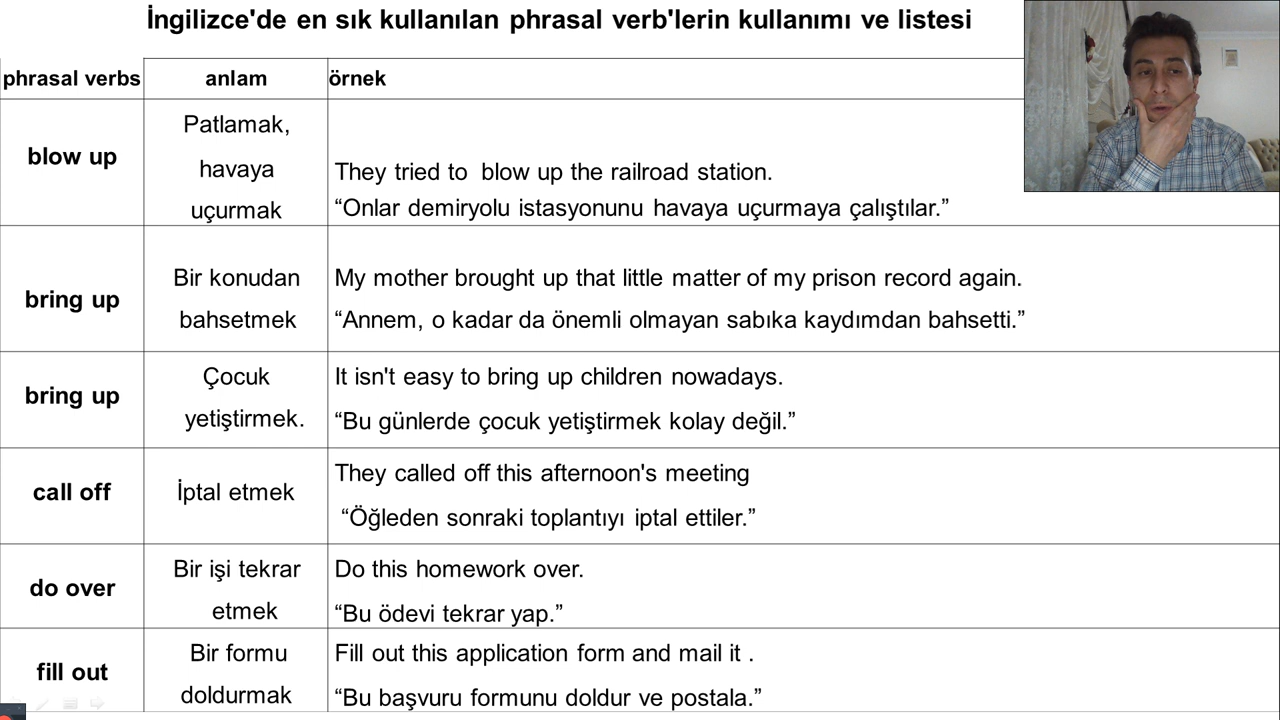 İngilizce'de en sık kullanılan phrasal verb'lerin kullanımı ve listesi
phrasal verbs anlam örnek
blow up
Patlamak,
havaya
uçurmak
They tried to  blow up the railroad station.
“Onlar demiryolu istasyonunu havaya uçurmaya çalıştılar.”
bring up
Bir konudan
bahsetmek
My mother brought up that little matter of my prison record again.
“Annem, o kadar da önemli olmayan sabıka kaydımdan bahsetti.”
bring up
Çocuk
yetiştirmek.
It isn't easy to bring up children nowadays.
“Bu günlerde çocuk yetiştirmek kolay değil.”
call off
İptal etmek
They called off this afternoon's meeting
“Öğleden sonraki toplantıyı iptal ettiler.”
do over
Bir işi tekrar
etmek
Do this homework over.
“Bu ödevi tekrar yap.”
fill out
Bir formu
doldurmak
Fill out this application form and mail it .
“Bu başvuru formunu doldur ve postala.”